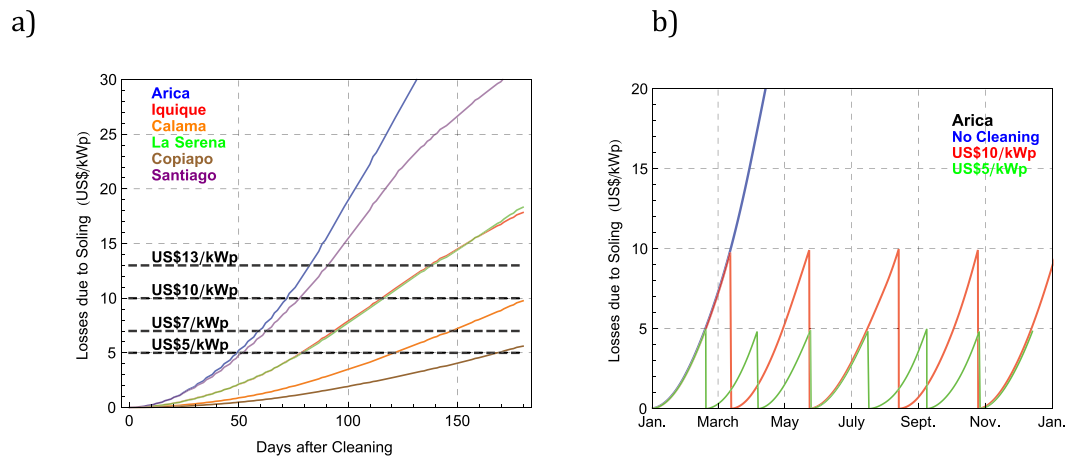 a)
b)
30
25
20
15
10
5
0
Losses due to Soling (US$/kWp)
Arica
Iquique
Calama
La Serena
Copiapo
Santiago
US$13/kWp
US$10/kWp
US$7/kWp
US$5/kWp
0
50
100
150
Days after Cleaning
20
15
10
5
0
Losses due to Soling (US$/kWp)
Arica
No Cleaning
US$10/kWp
US$5/kWp
Jan.
March
May
July
Sept.
Nov.
Jan.